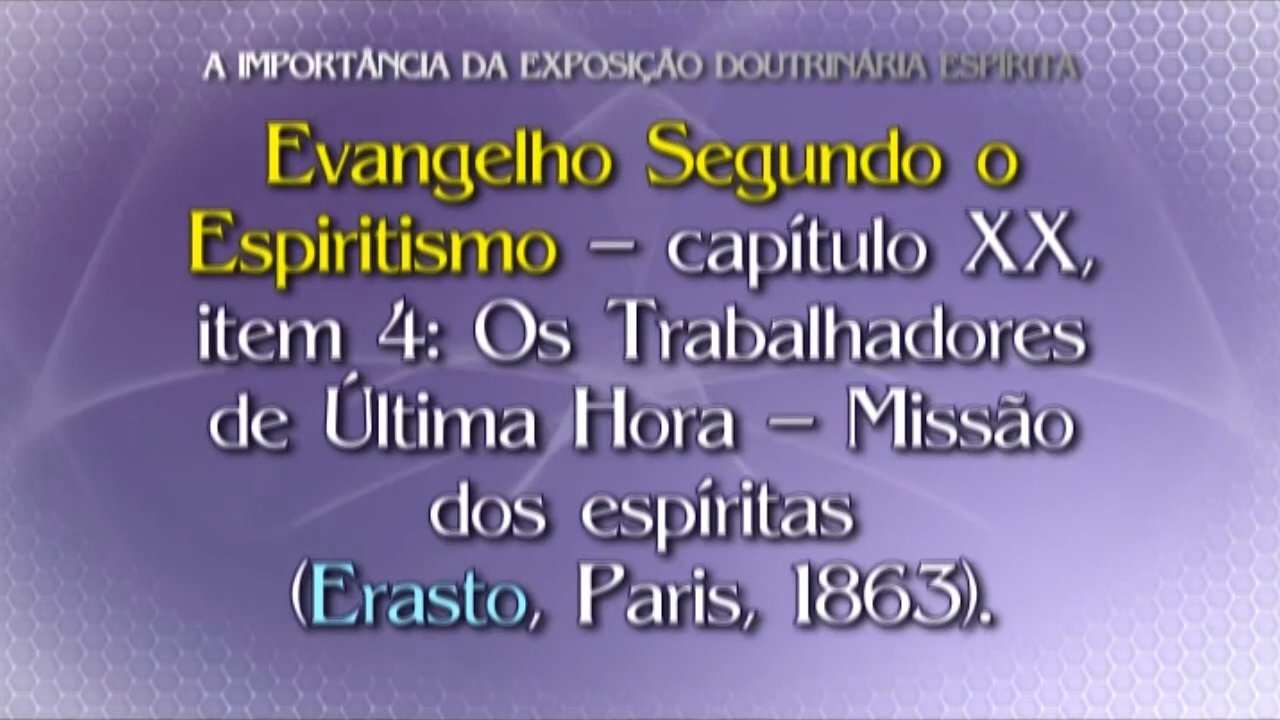 A IMPORTÂNCIA DA EXPOSIÇÃO DOUTRINÁRIA ESPÍRITA
Evangelho Segundo o
Espiritismo – capítulo XX,
item 4: Os Trabalhadores
de Última Hora – Missão
dos espíritas
(Erasto, Paris, 1863).